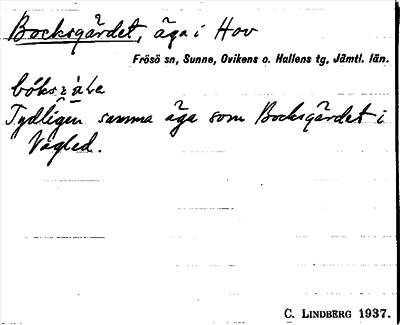 Bocksgärdet, äga i Hov
Frösö sn, Sunne, Ovikens o. Hallens tg, Jämtl. län.
Tydligen samma äga som Bocksgärdet i
Vågled.
C. LINDBERG 1937.